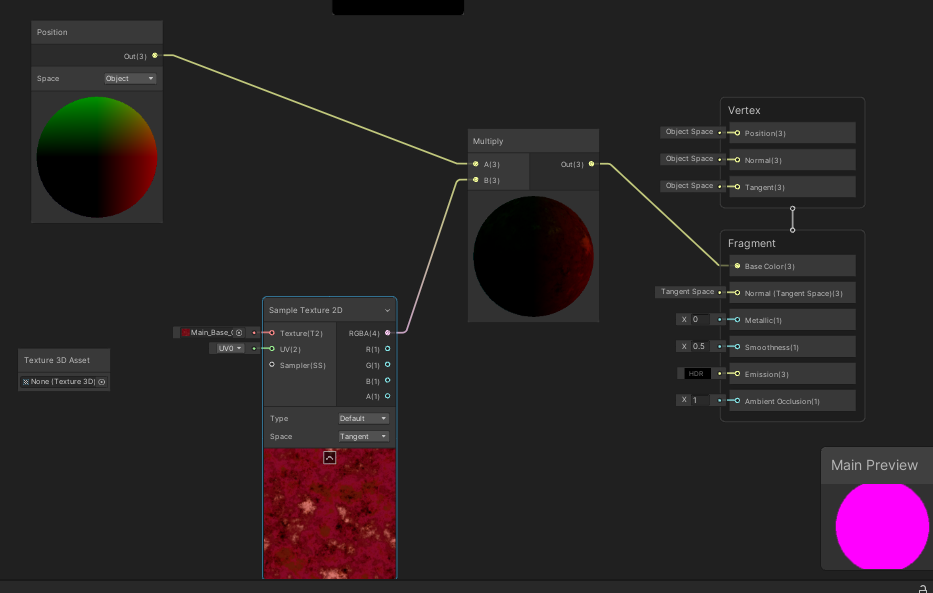 Position
Out(3)
Space Object
Multiply
A(3) Out(3)
B(3)
Vertex
Object Space Position(3)
Object Space Normal(3)
Object Space Tangent(3)
Fragment
Base Color(3)
Tangent Space Normal (Tangent Space)(3)
X 0 Metallic(1)
X 0.5 Smoothness(1)
HDR Emission(3)
X 1 Ambient Occlusion(1)
Sample Texture 2D
Main_Base_ Texture(T2) RGBA(4)
UV0 UV(2) R(1)
Sampler(SS) G(1)
B(1)
A(1)
Type Default
Space Tangent
Texture 3D Asset
None (Texture 3D)
Main Preview